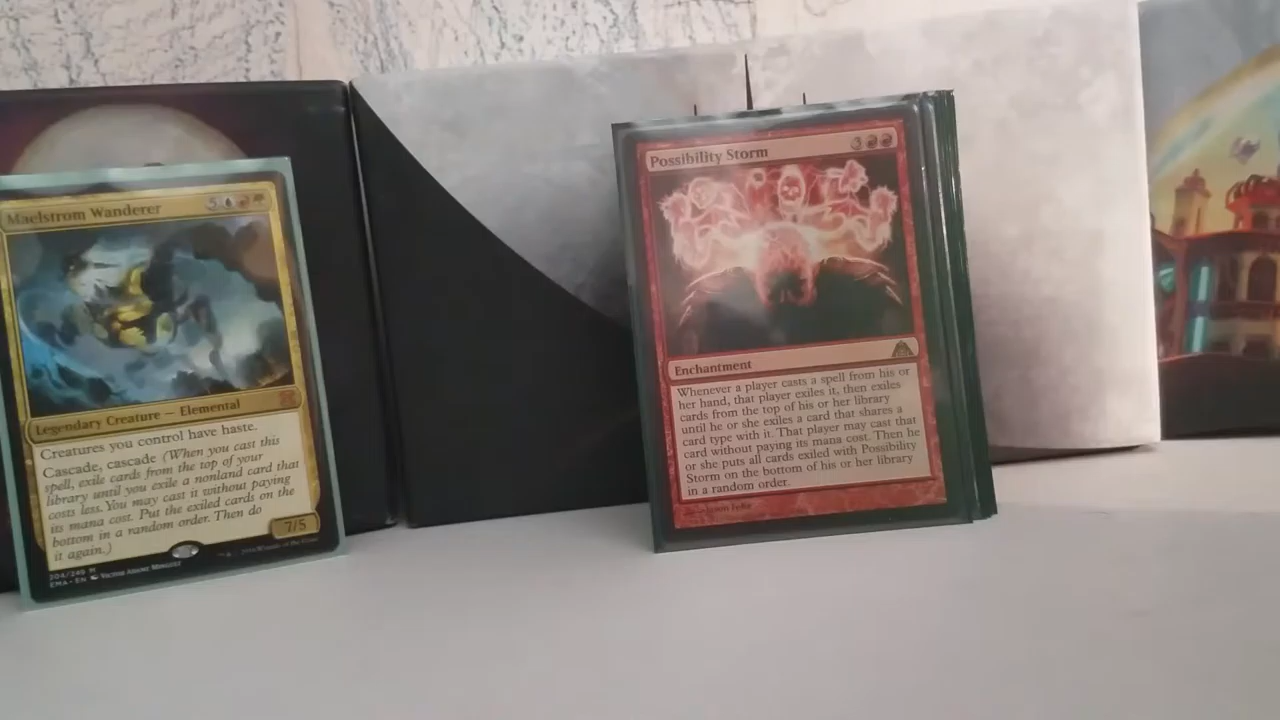 Maelstrom Wanderer
5
Legendary Creature — Elemental
Creatures you control have haste.
Cascade, cascade (When you cast this
spell, exile cards from the top of your
library until you exile a nonland card that
costs less. You may cast it without paying
its mana cost. Put the exiled cards on the
bottom in a random order. Then do
it again.)
7/5
204/249 M
EMA • EN
Possibility Storm
3
Enchantment
Whenever a player casts a spell from his or
her hand, that player exiles it, then exiles
cards from the top of his or her library
until he or she exiles a card that shares a
card type with it. That player may cast that
card without paying its mana cost. Then he
or she puts all cards exiled with Possibility
Storm on the bottom of his or her library
in a random order.